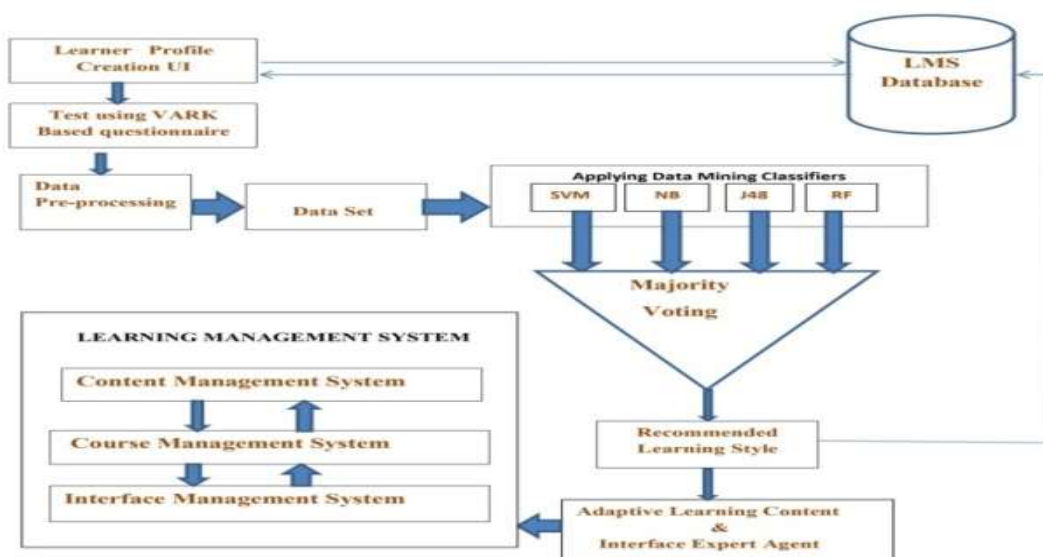 Learner Profile
Creation UI
LMS
Database
Test using VARK
Based questionnaire
Data
Pre-processing
Data Set
Applying Data Mining Classifiers
SVM
NB
J48
RF
Majority
Voting
LEARNING MANAGEMENT SYSTEM
Content Management System
Course Management System
Interface Management System
Recommended
Learning Style
Adaptive Learning Content
&
Interface Expert Agent